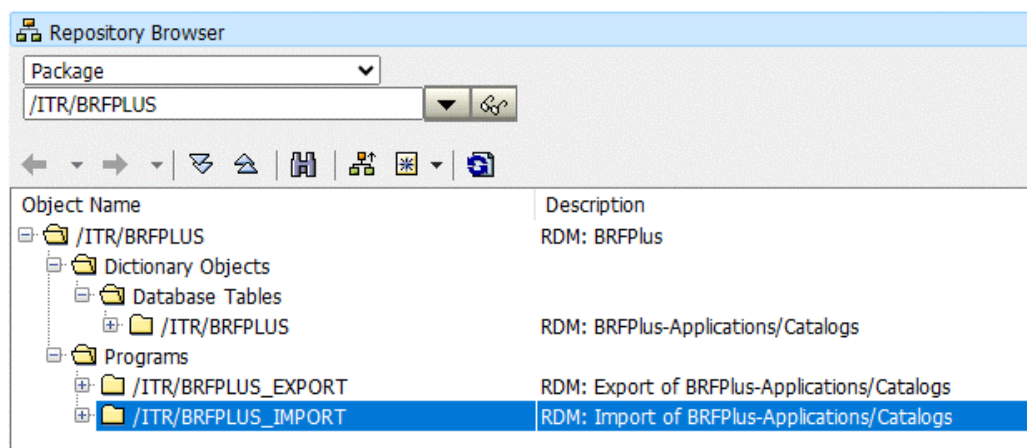 Repository Browser
Package
/ITR/BRFPLUS
Object Name Description
/ITR/BRFPLUS RDM: BRFPlus
Dictionary Objects
Database Tables
/ITR/BRFPLUS RDM: BRFPlus-Applications/Catalogs
Programs
/ITR/BRFPLUS_EXPORT RDM: Export of BRFPlus-Applications/Catalogs
/ITR/BRFPLUS_IMPORT RDM: Import of BRFPlus-Applications/Catalogs